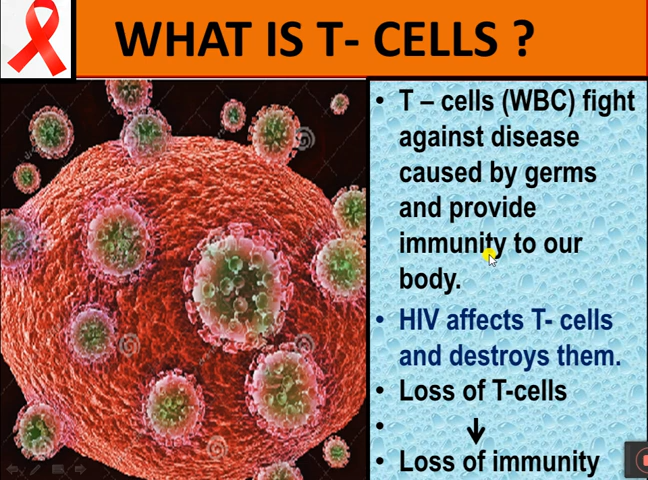 WHAT IS T- CELLS ?
• T – cells (WBC) fight
against disease
caused by germs
and provide
immunity to our
body.
• HIV affects T- cells
and destroys them.
• Loss of T-cells
•
• Loss of immunity